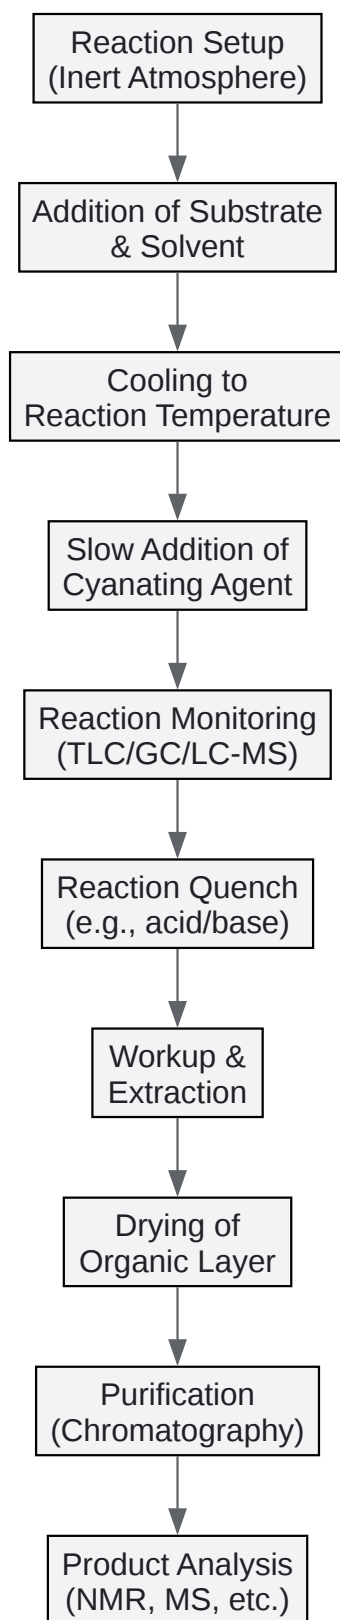 Reaction Setup
(Inert Atmosphere)
Addition of Substrate
& Solvent
Cooling to
Reaction Temperature
Slow Addition of
Cyanating Agent
Reaction Monitoring
(TLC/GC/LC-MS)
Reaction Quench
(e.g., acid/base)
Workup &
Extraction
Drying of
Organic Layer
Purification
(Chromatography)
Product Analysis
(NMR, MS, etc.)